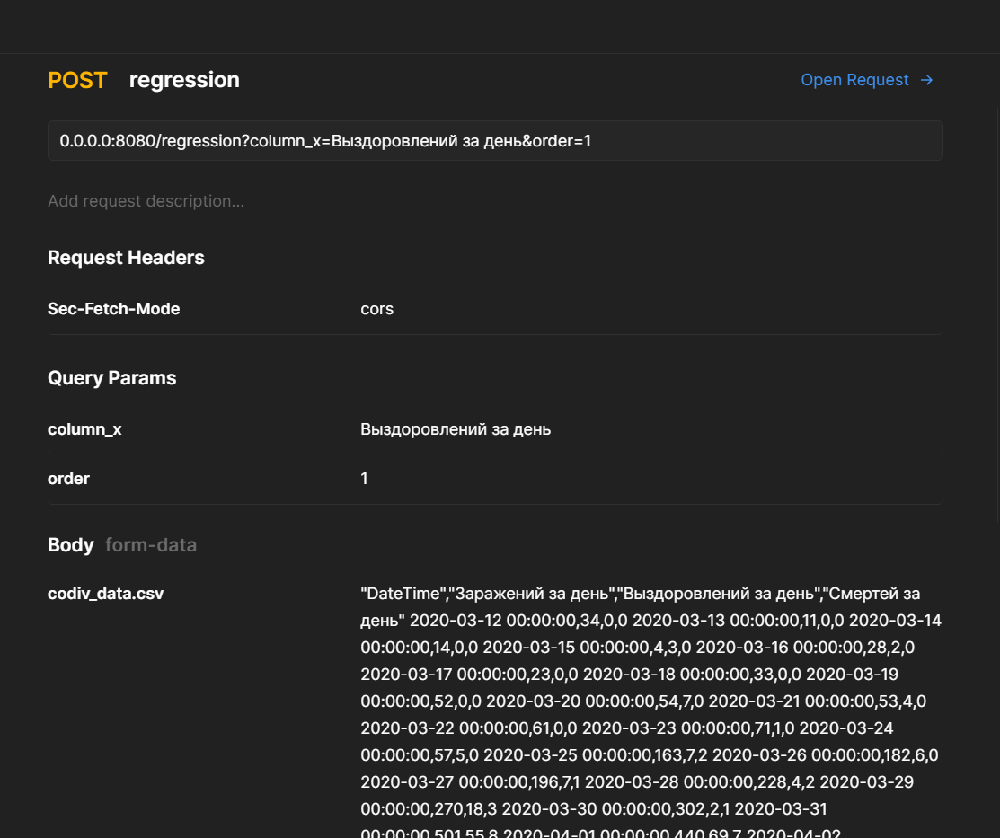 POST regression Open Request →
0.0.0.0:8080/regression?column_x=Выздоровлений за день&order=1
Add request description...
Request Headers
Sec-Fetch-Mode cors
Query Params
column_x Выздоровлений за день
order 1
Body form-data
codiv_data.csv "DateTime","Заражений за день","Выздоровлений за день","Смертей за
день" 2020-03-12 00:00:00,34,0,0 2020-03-13 00:00:00,11,0,0 2020-03-14
00:00:00,14,0,0 2020-03-15 00:00:00,4,3,0 2020-03-16 00:00:00,28,2,0
2020-03-17 00:00:00,23,0,0 2020-03-18 00:00:00,33,0,0 2020-03-19
00:00:00,52,0,0 2020-03-20 00:00:00,54,7,0 2020-03-21 00:00:00,53,4,0
2020-03-22 00:00:00,61,0,0 2020-03-23 00:00:00,71,1,0 2020-03-24
00:00:00,57,5,0 2020-03-25 00:00:00,163,7,2 2020-03-26 00:00:00,182,6,0
2020-03-27 00:00:00,196,7,1 2020-03-28 00:00:00,228,4,2 2020-03-29
00:00:00,270,18,3 2020-03-30 00:00:00,302,2,1 2020-03-31
00:00:00,501,55,8 2020-04-01 00:00:00,440,69,7 2020-04-02